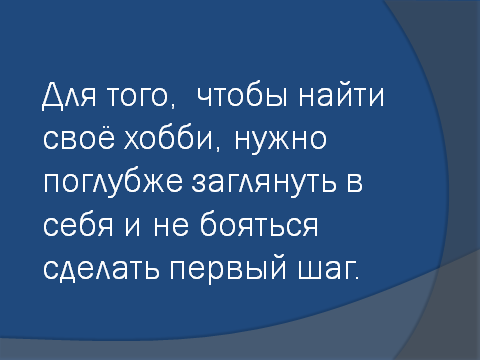 Для того,  чтобы найти
своё хобби, нужно
поглубже заглянуть в
себя и не бояться
сделать первый шаг.